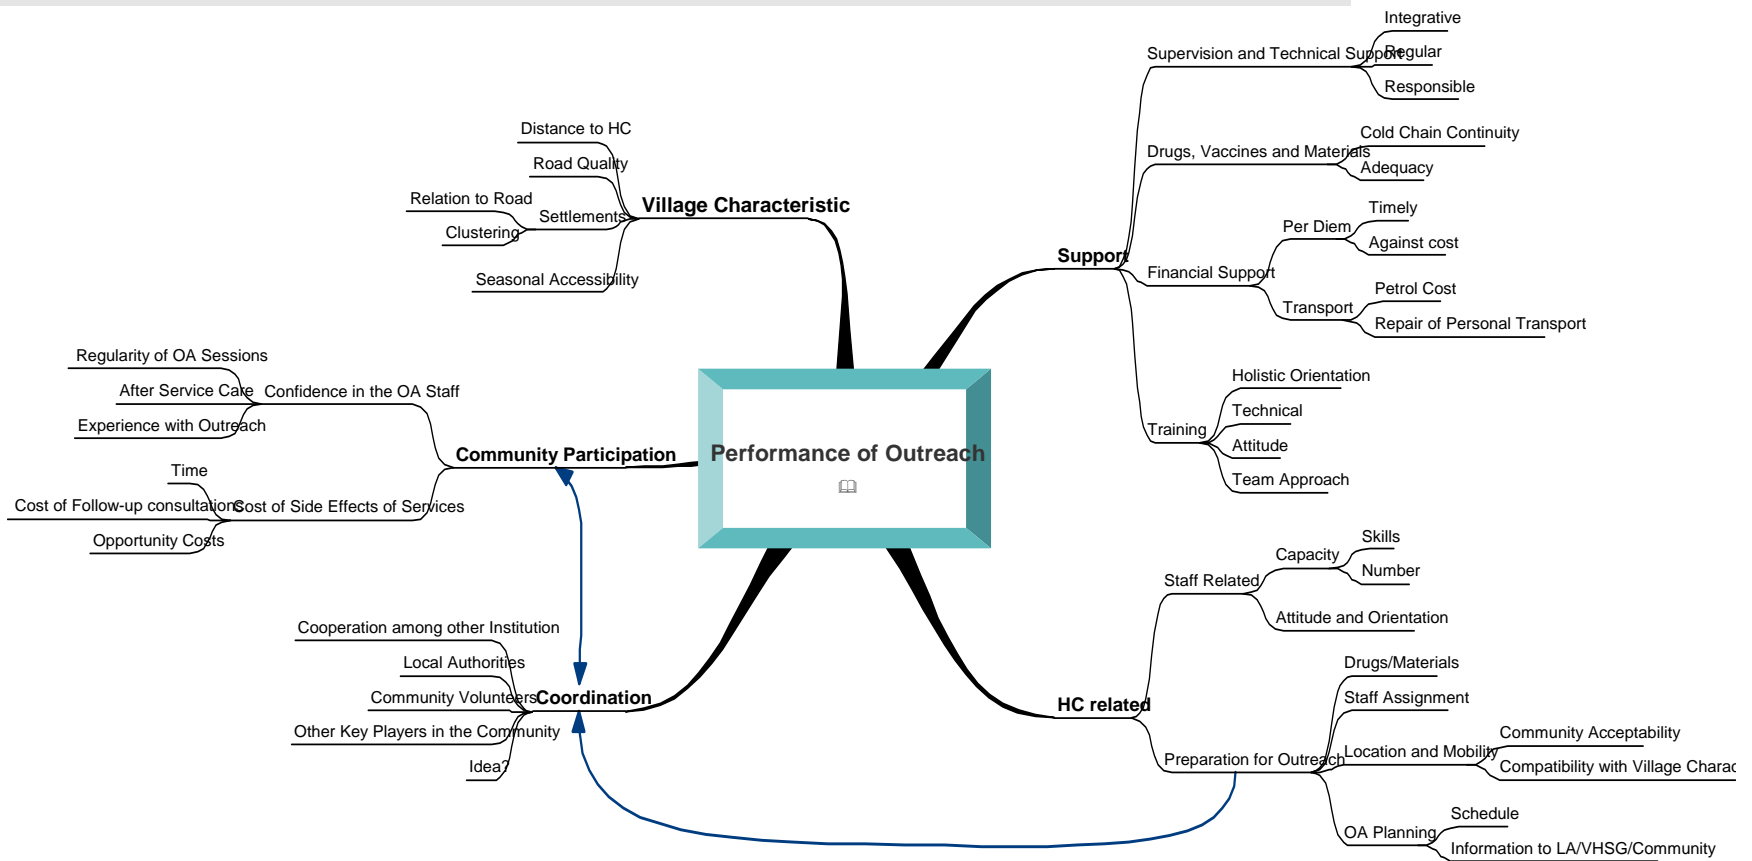 Performance of Outreach
Village Characteristic
Distance to HC
Road Quality
Settlements
Relation to Road
Clustering
Seasonal Accessibility
Support
Supervision and Technical Support
Integrative
Regular
Responsible
Drugs, Vaccines and Materials
Cold Chain Continuity
Adequacy
Financial Support
Per Diem
Timely
Against cost
Transport
Petrol Cost
Repair of Personal Transport
Training
Holistic Orientation
Technical
Attitude
Team Approach
Community Participation
Confidence in the OA Staff
Regularity of OA Sessions
After Service Care
Experience with Outreach
Cost of Side Effects of Services
Time
Cost of Follow-up consultations
Opportunity Costs
Coordination
Cooperation among other Institution
Local Authorities
Community Volunteers
Other Key Players in the Community
Idea?
HC related
Staff Related
Capacity
Skills
Number
Attitude and Orientation
Preparation for Outreach
Drugs/Materials
Staff Assignment
Location and Mobility
Community Acceptability
Compatibility with Village Charac
OA Planning
Schedule
Information to LA/VHSG/Community